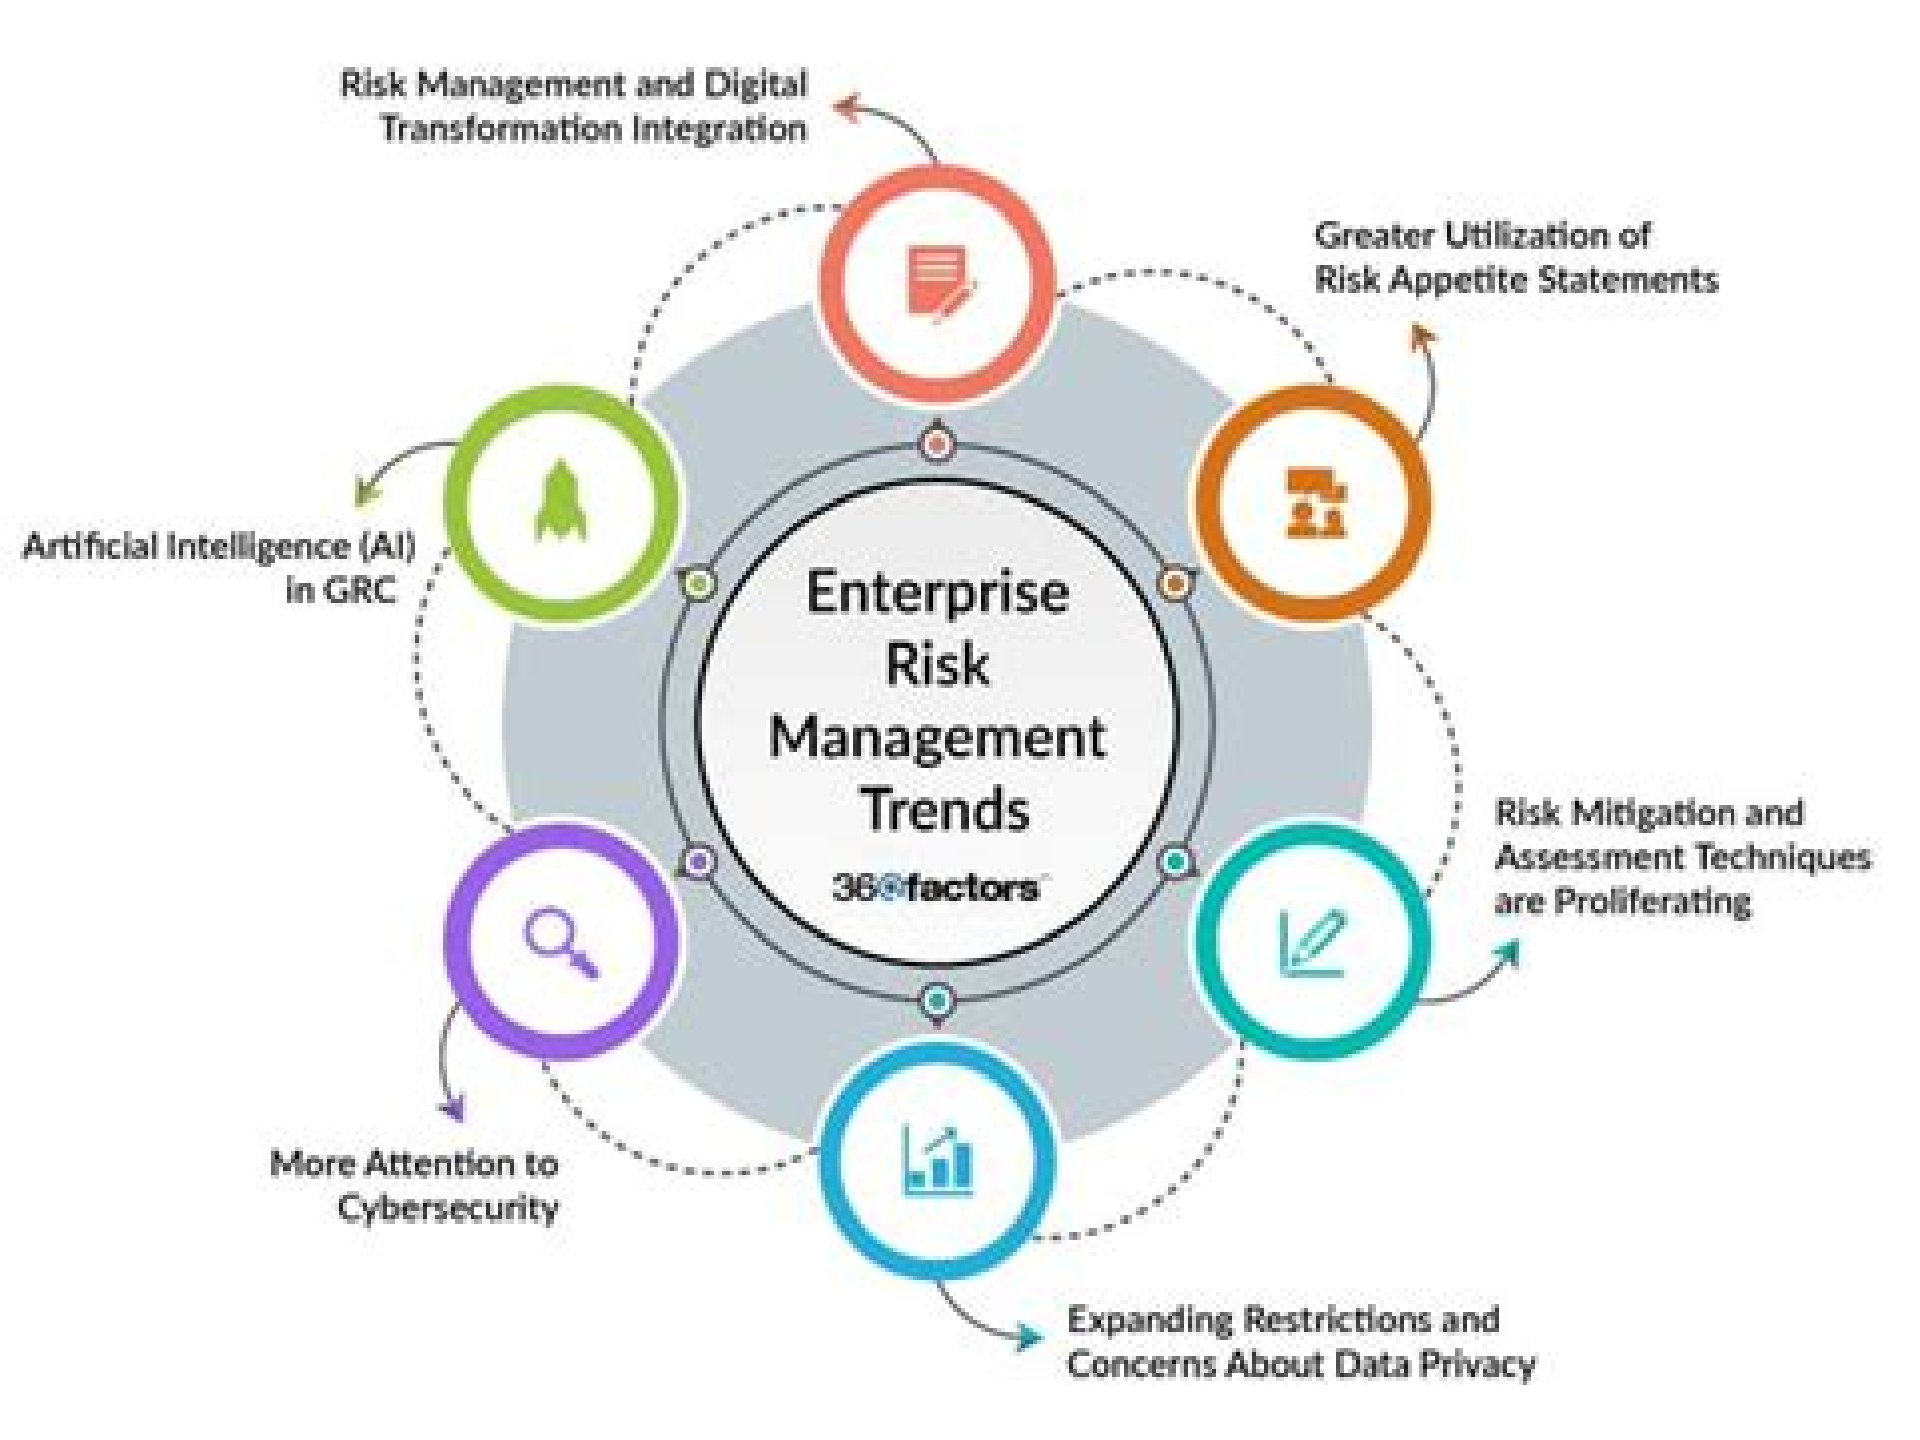 Risk Management and Digital
Transformation Integration
Greater Utilization of
Risk Appetite Statements
Artificial Intelligence (AI)
in GRC
Enterprise
Risk
Management
Trends
360factors
Risk Mitigation and
Assessment Techniques
are Proliferating
More Attention to
Cybersecurity
Expanding Restrictions and
Concerns About Data Privacy